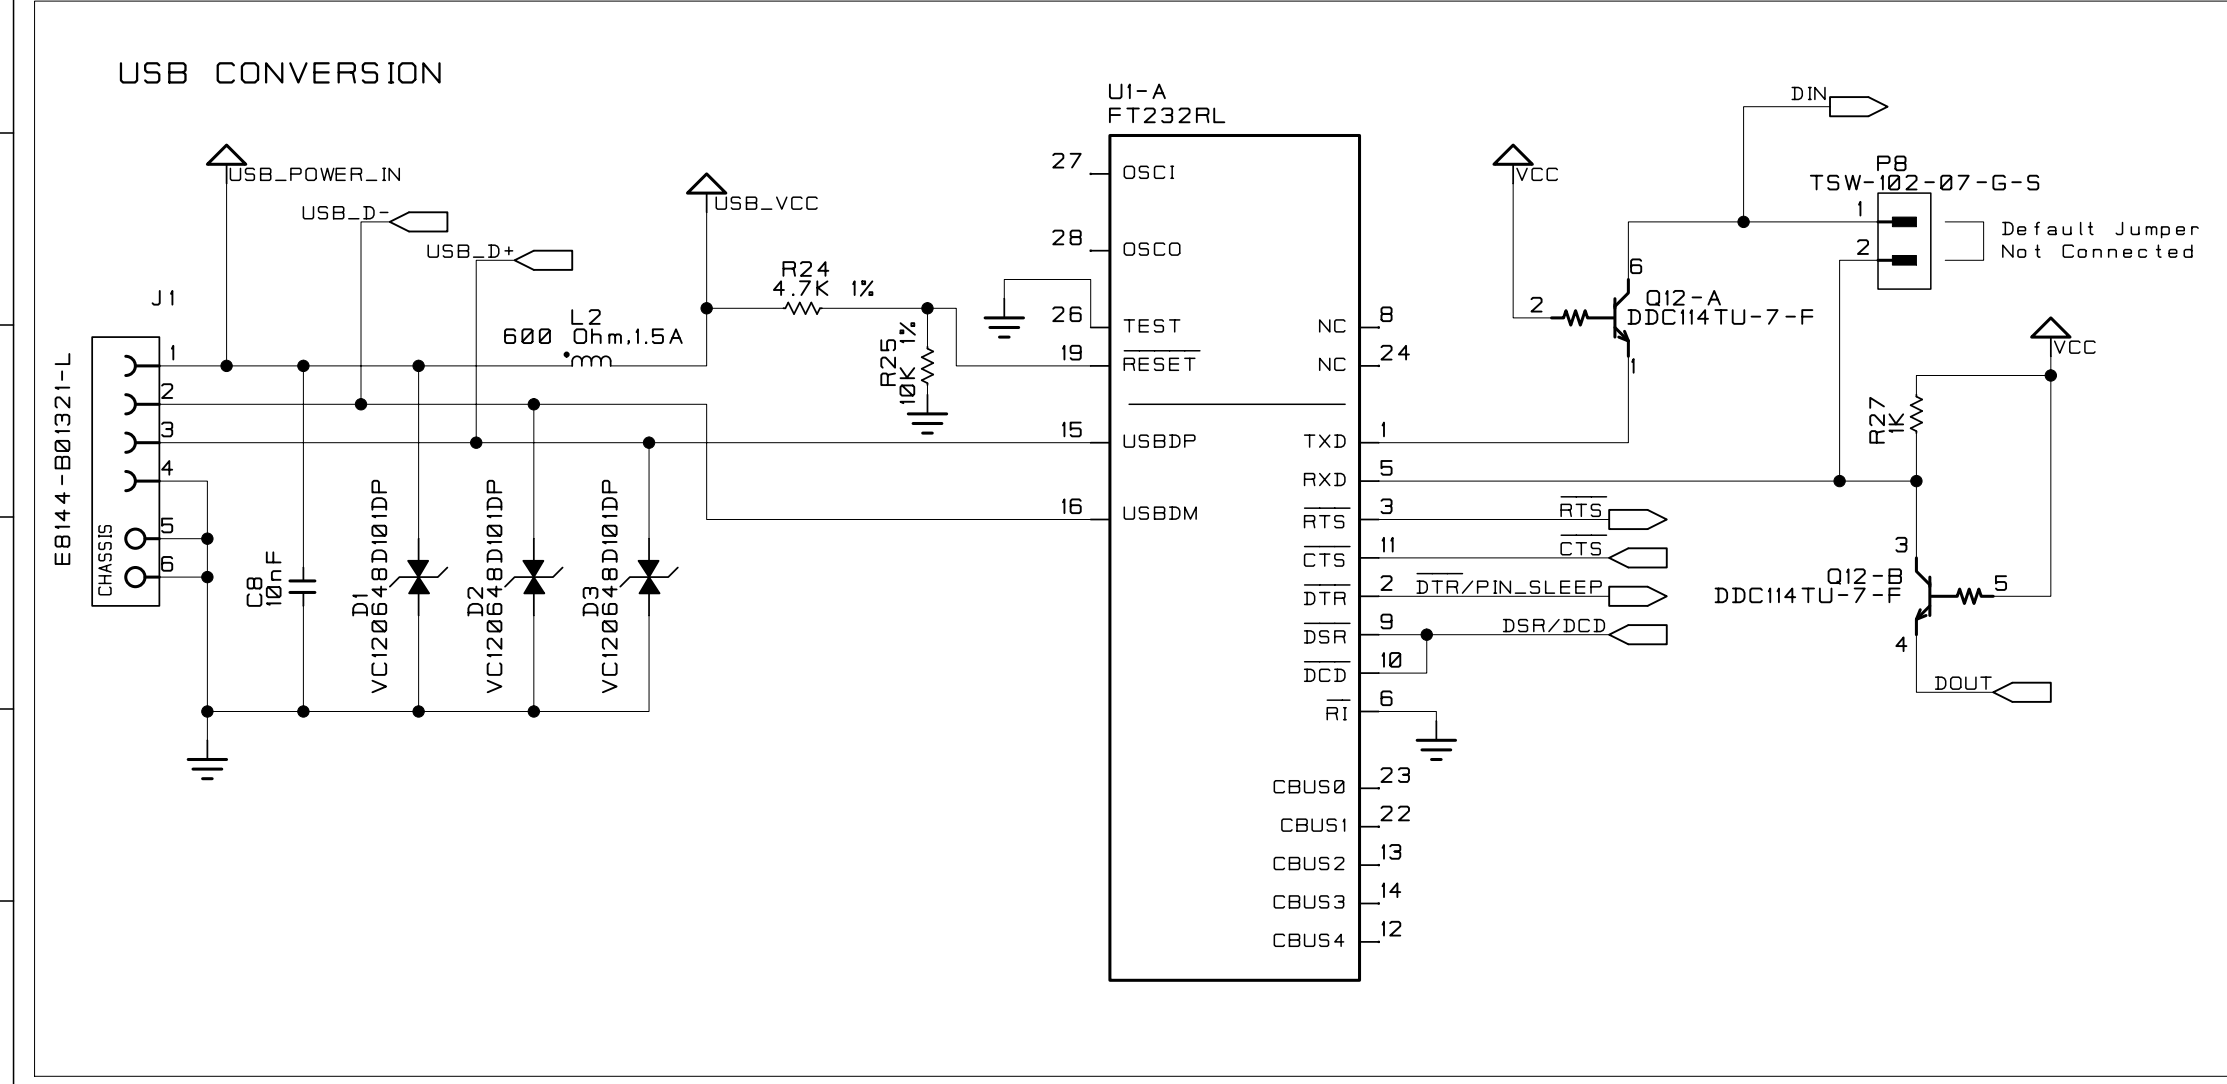 USB CONVERSION
USB_POWER_IN
USB_D-
USB_D+
USB_VCC
J1
E8144-B01321-L
1
2
3
4
5
6
CHASSIS
L2
600 Ohm,1.5A
R24
4.7K 1%
R25
10K 1%
C8
10nF
D1
VC120648D101DP
D2
VC120648D101DP
D3
VC120648D101DP
U1-A
FT232RL
27 OSCI
28 OSCO
26 TEST
19 RESET
15 USBDP
16 USBDM
NC 8
NC 24
TXD 1
RXD 5
RTS 3
CTS 11
DTR 2
DSR 9
DCD 10
RI 6
CBUS0 23
CBUS1 22
CBUS2 13
CBUS3 14
CBUS4 12
RTS
CTS
DTR/PIN_SLEEP
DSR/DCD
VCC
2
6
1
Q12-A
DDC114TU-7-F
DIN
P8
TSW-102-07-G-S
1
2
Default Jumper
Not Connected
VCC
R27
1K
3
Q12-B
DDC114TU-7-F
5
4
DOUT